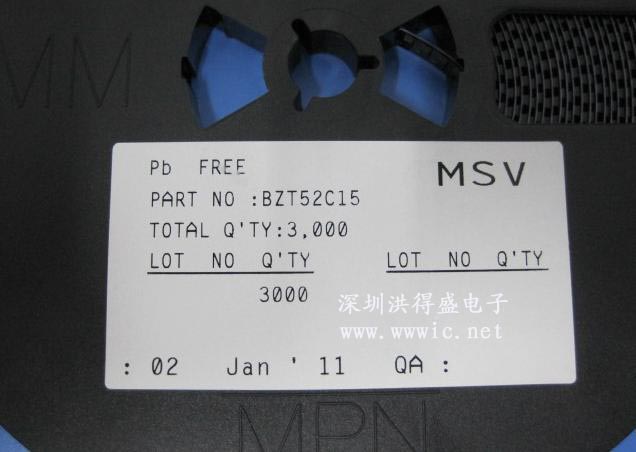 MM
Pb FREE
MSV
PART NO :BZT52C15
TOTAL Q'TY:3,000
LOT NO Q'TY LOT NO Q'TY
3000
深圳洪得盛电子
www.wwwic.net
: 02 Jan ' 11 QA :
MPN